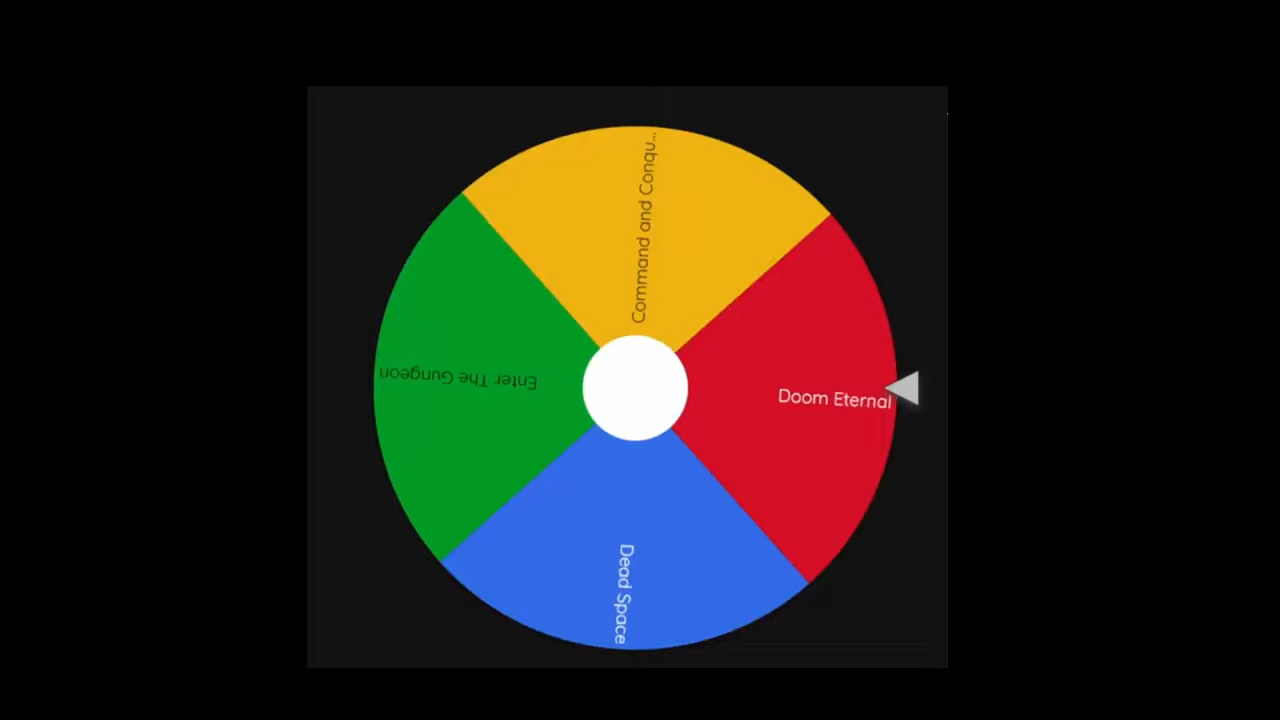 Command and Conqu...
Doom Eternal
Enter The Gungeon
Dead Space